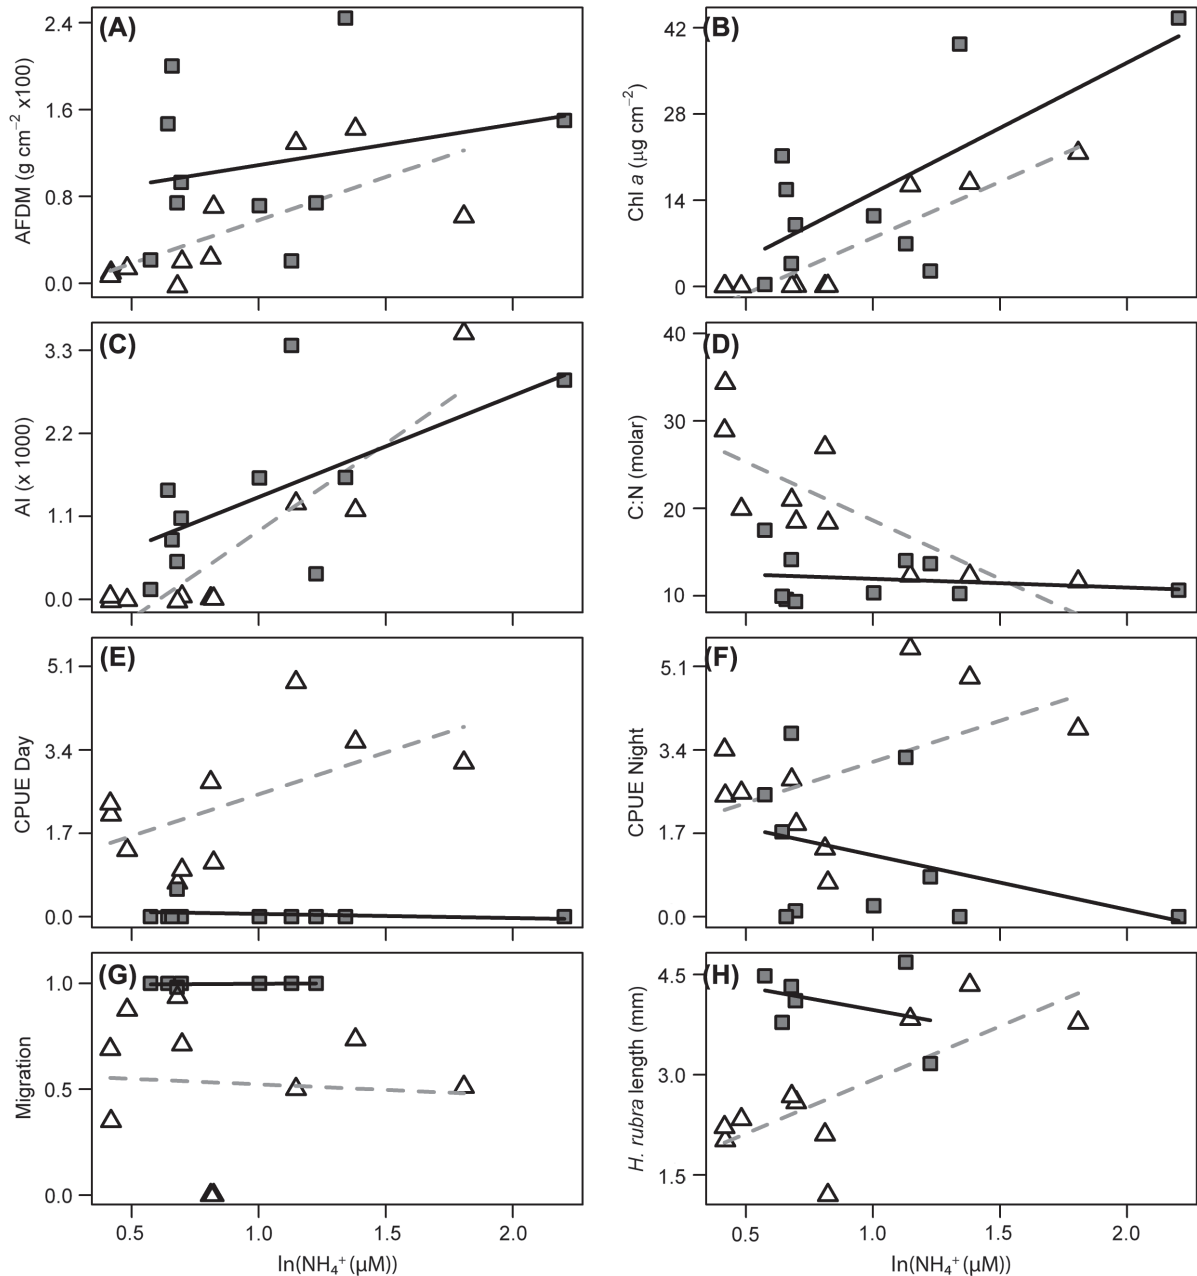 (A)
AFDM (g cm⁻² x100)
2.4
1.6
0.8
0.0
(B)
Chl a (µg cm⁻²)
42
28
14
0
(C)
AI (x 1000)
3.3
2.2
1.1
0.0
(D)
C:N (molar)
40
30
20
10
(E)
CPUE Day
5.1
3.4
1.7
0.0
(F)
CPUE Night
5.1
3.4
1.7
0.0
(G)
Migration
1.0
0.5
0.0
0.5 1.0 1.5 2.0
ln(NH₄⁺(µM))
(H)
H. rubra length (mm)
4.5
3.0
1.5
0.5 1.0 1.5 2.0
ln(NH₄⁺(µM))